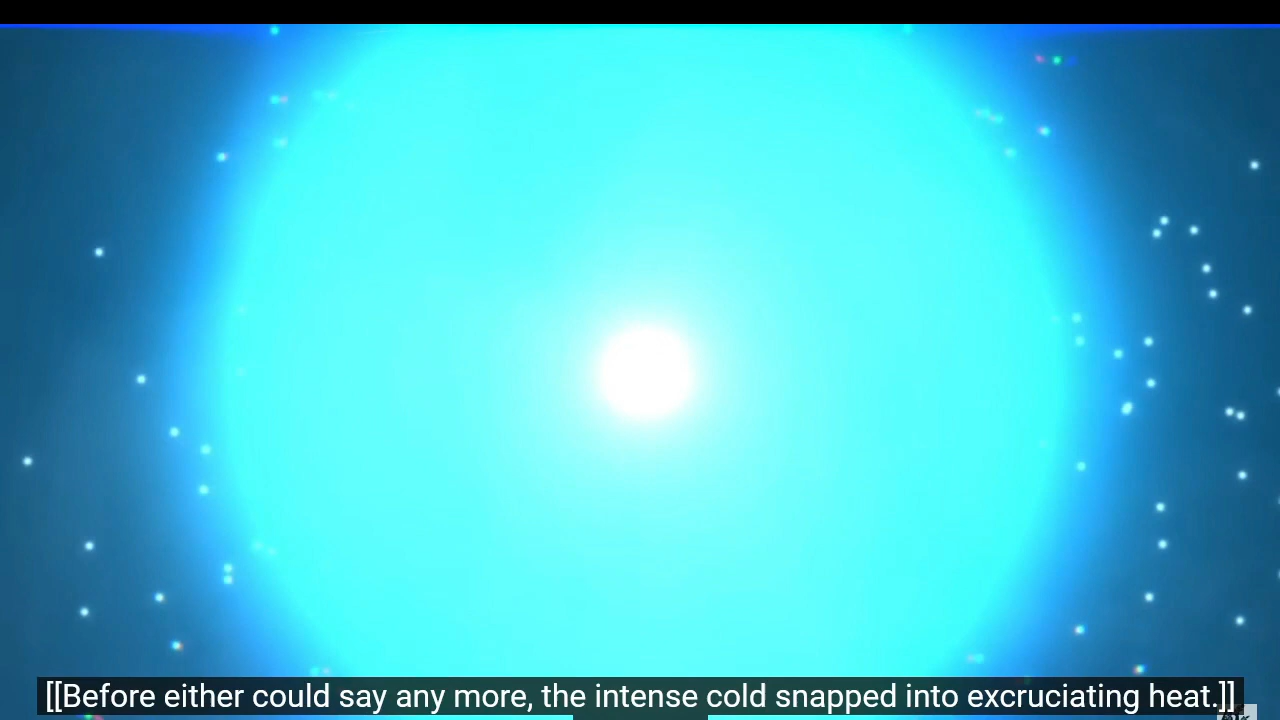 [[Before either could say any more, the intense cold snapped into excruciating heat.]]